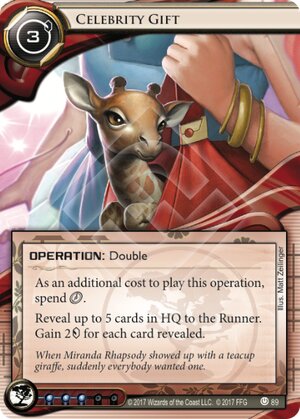 CELEBRITY GIFT
3
OPERATION: Double
As an additional cost to play this operation,
spend.
Reveal up to 5 cards in HQ to the Runner.
Gain 2 for each card revealed.
When Miranda Rhapsody showed up with a teacup
giraffe, suddenly everybody wanted one.
Illus. Matt Zeilinger
© 2017 Wizards of the Coast LLC. © 2017 FFG 89